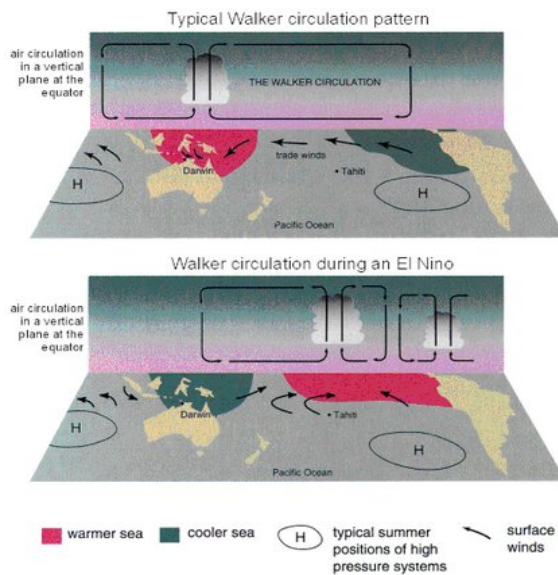 Typical Walker circulation pattern
air circulation
in a vertical
plane at the
equator
THE WALKER CIRCULATION
trade winds
Darwin
Tahiti
H
H
Pacific Ocean
Walker circulation during an El Nino
air circulation
in a vertical
plane at the
equator
Darwin
Tahiti
H
H
Pacific Ocean
warmer sea
cooler sea
H
typical summer
positions of high
pressure systems
surface
winds